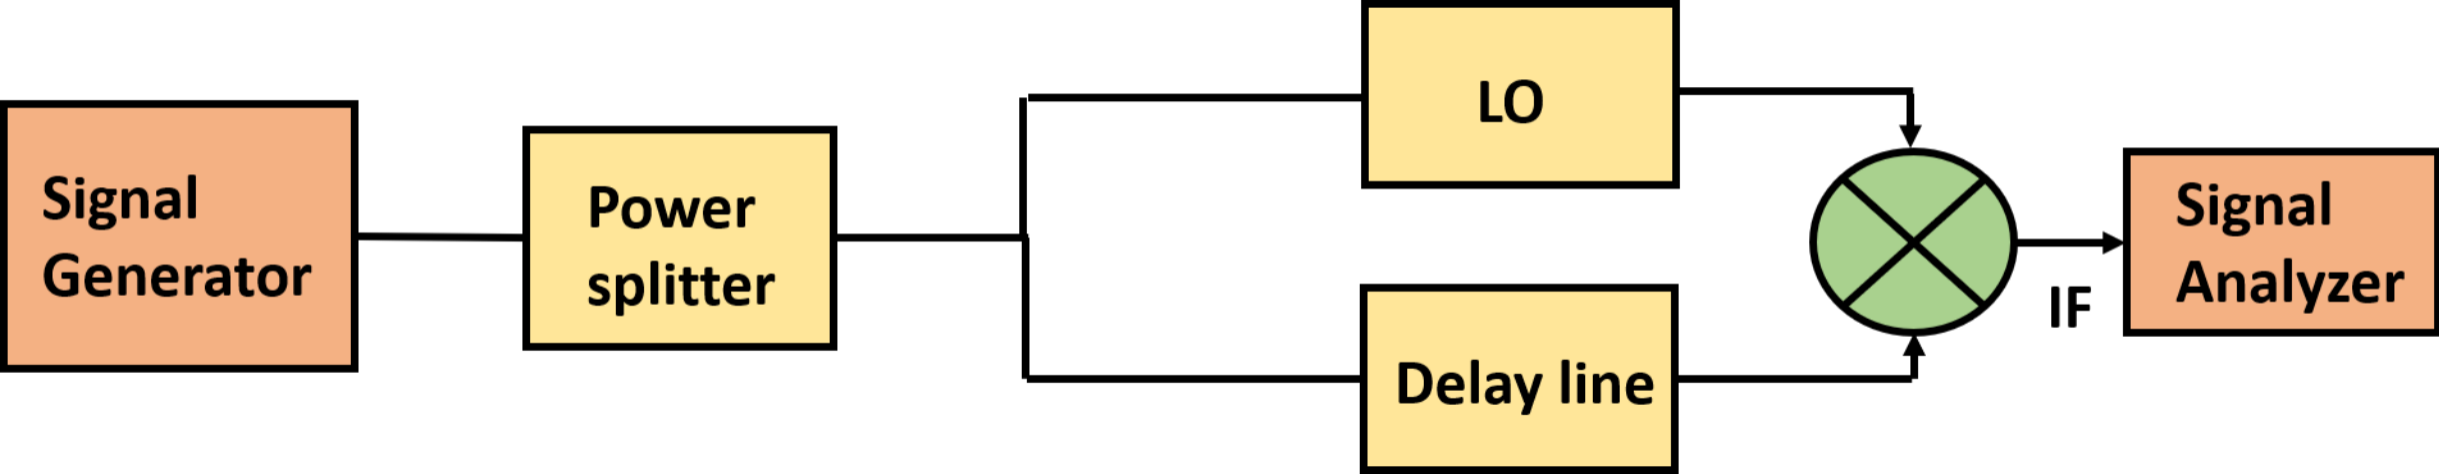 Signal
Generator
Power
splitter
LO
Delay line
IF
Signal
Analyzer